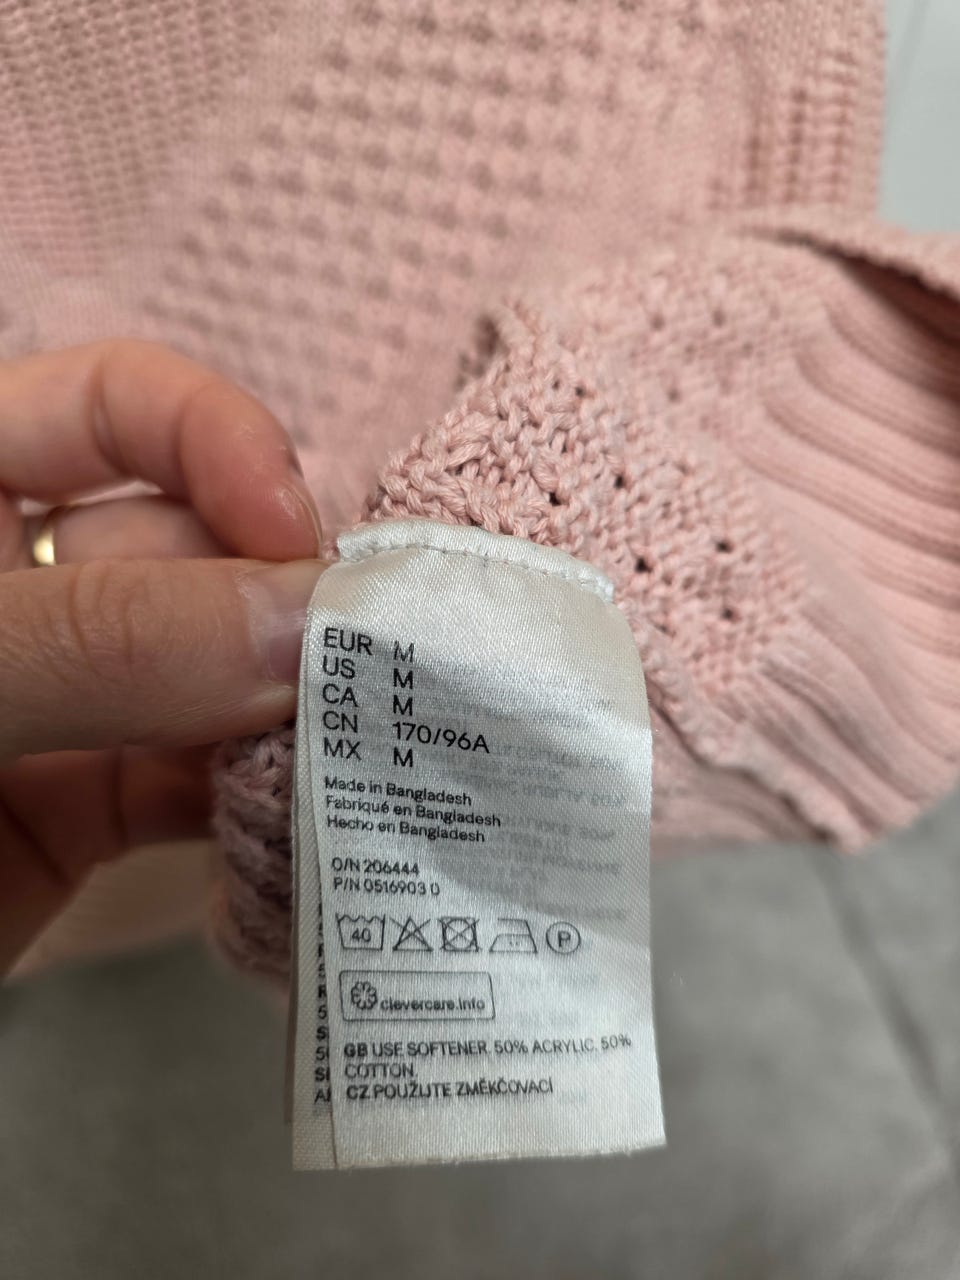 EUR M
US M
CA M
CN 170/96A
MX M
Made in Bangladesh
Fabriqué en Bangladesh
Hecho en Bangladesh
O/N 206444
P/N 0516903 0
40
P
clevercare.info
GB USE SOFTENER. 50% ACRYLIC. 50%
COTTON.
CZ POUŽIJTE ZMĚKČOVACÍ